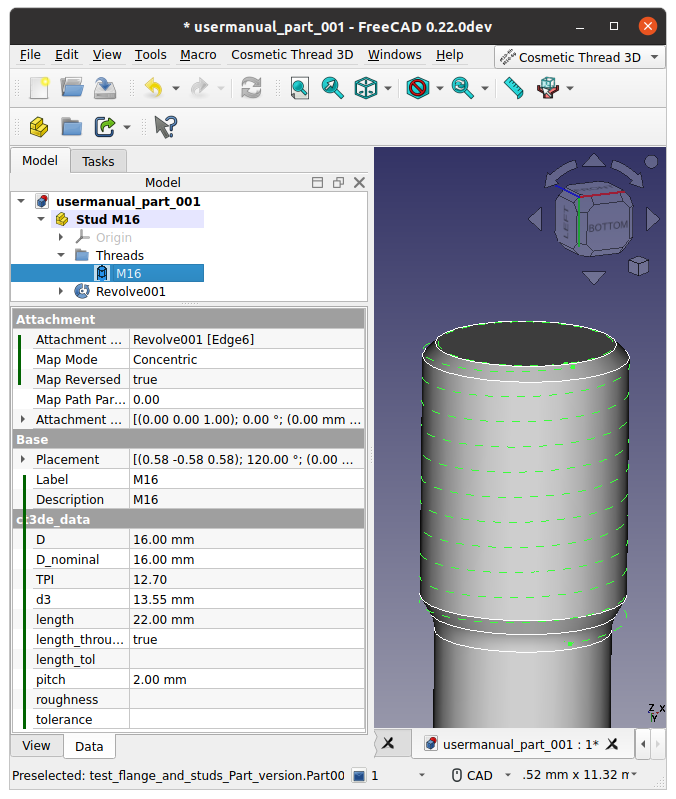 * usermanual_part_001 - FreeCAD 0.22.0dev
File Edit View Tools Macro Cosmetic Thread 3D Windows Help Cosmetic Thread 3D
Model Tasks
Model
usermanual_part_001
Stud M16
Origin
Threads
M16
Revolve001
Attachment
Attachment ... Revolve001 [Edge6]
Map Mode Concentric
Map Reversed true
Map Path Par... 0.00
Attachment ... [(0.00 0.00 1.00); 0.00 °; (0.00 mm ...
Base
Placement [(0.58 -0.58 0.58); 120.00 °; (0.00 ...
Label M16
Description M16
ct3de_data
D 16.00 mm
D_nominal 16.00 mm
TPI 12.70
d3 13.55 mm
length 22.00 mm
length_throu... true
length_tol
pitch 2.00 mm
roughness
tolerance
View Data
BOTTOM
LEFT
Z X
Y
usermanual_part_001 : 1*
Preselected: test_flange_and_studs_Part_version.Part00 1 CAD .52 mm x 11.32 m